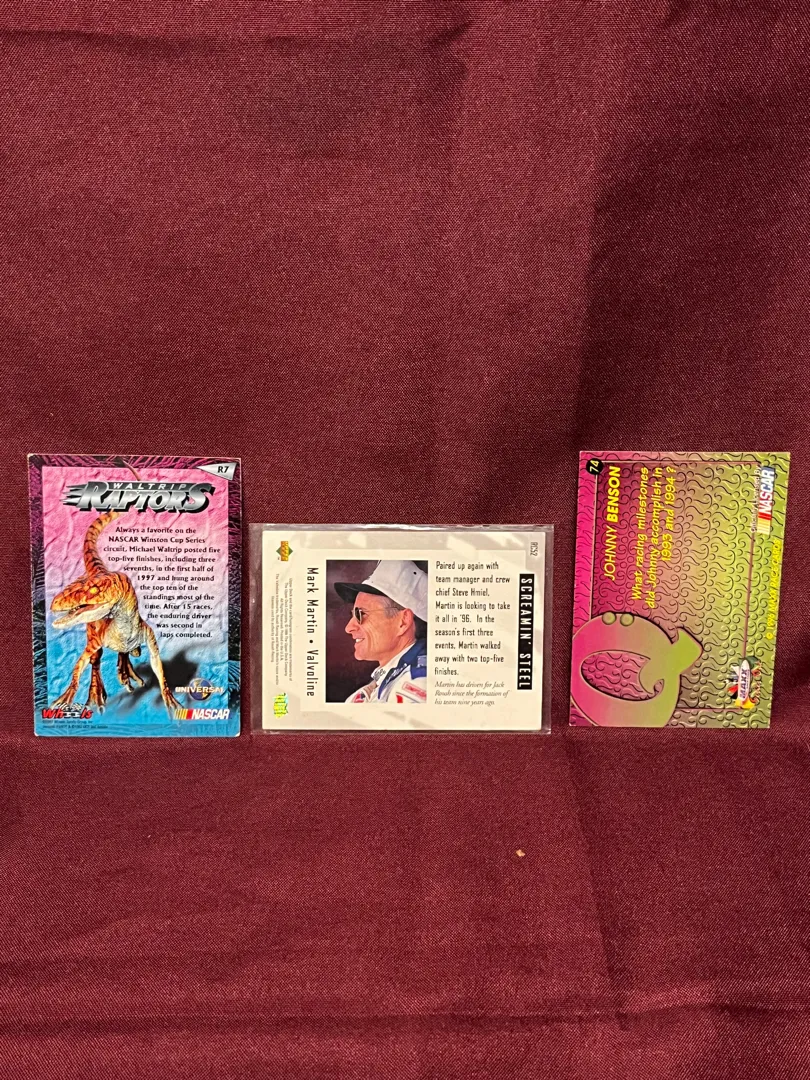 R7
WALTRIP
RAPTORS
Always a favorite on the
NASCAR Winston Cup Series
circuit, Michael Waltrip posted five
top-five finishes, including three
sevenths, in the first half of
1997 and hung around
the top ten of the
standings most of the
time. After 15 races,
the enduring driver
was second in
laps completed.
UNIVERSAL
Wheels
NASCAR
RC52
SCREAMIN' STEEL
Paired up again with
team manager and crew
chief Steve Hmiel.
Martin is looking to take
it all in '96. In the
season's first three
events, Martin walked
away with two top-five
finishes.
Martin has driven for Jack
Roush since the formation of
his team nine years ago.
Mark Martin • Valvoline
74
JOHNNY BENSON
What racing milestones
did Johnny accomplish in
1993 and 1994?
Q
NASCAR
MAXX